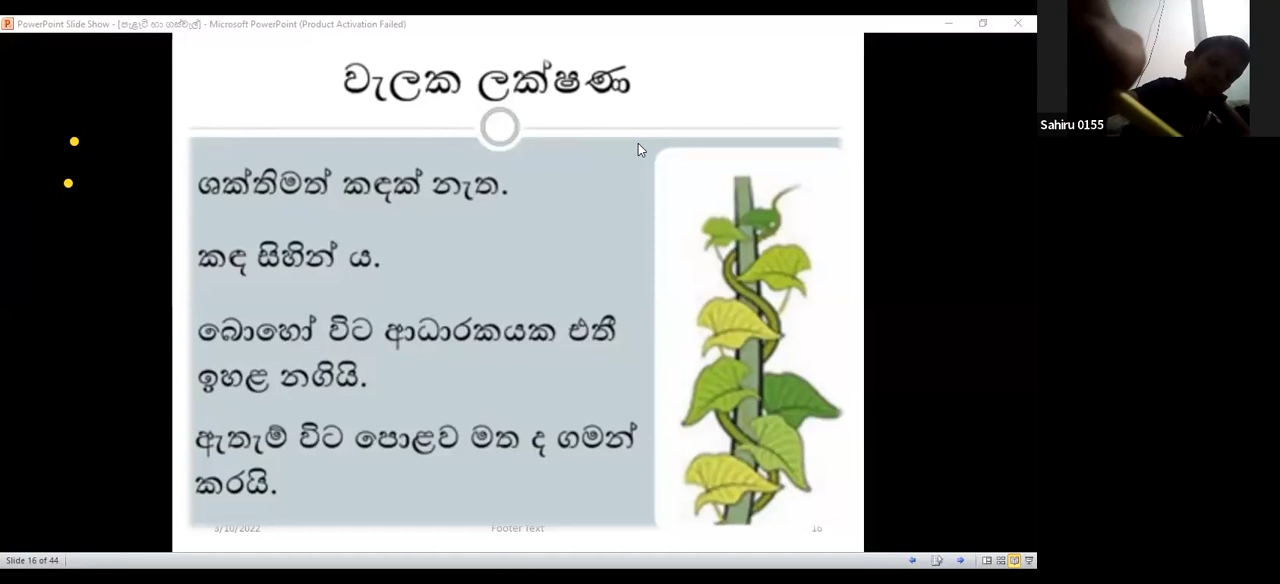 PowerPoint Slide Show - [පැළෑටි හා ගස්වැල්] - Microsoft PowerPoint (Product Activation Failed)
Sahiru 0155
වැලක ලක්ෂණ
ශක්තිමත් කඳක් නැත.
කඳ සිහින් ය.
බොහෝ විට ආධාරකයක එතී
ඉහළ නගියි.
ඇතැම් විට පොළව මත ද ගමන්
කරයි.
3/10/2022
Footer Text
16
Slide 16 of 44